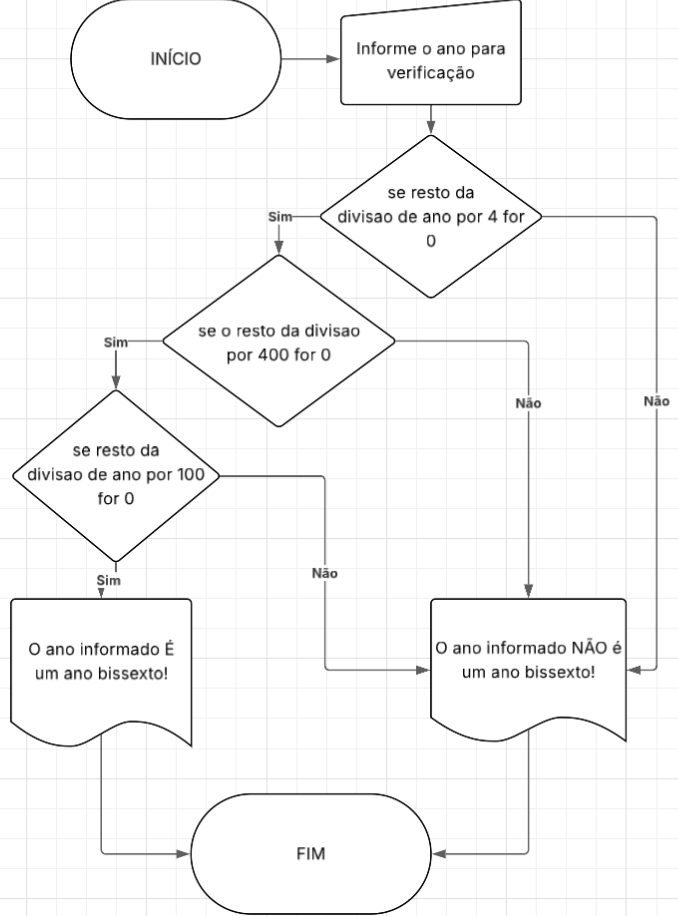 INÍCIO
Informe o ano para
verificação
se resto da
divisao de ano por 4 for
0
Sim
Não
se o resto da divisao
por 400 for 0
Sim
Não
se resto da
divisao de ano por 100
for 0
Sim
Não
O ano informado É
um ano bissexto!
O ano informado NÃO é
um ano bissexto!
FIM